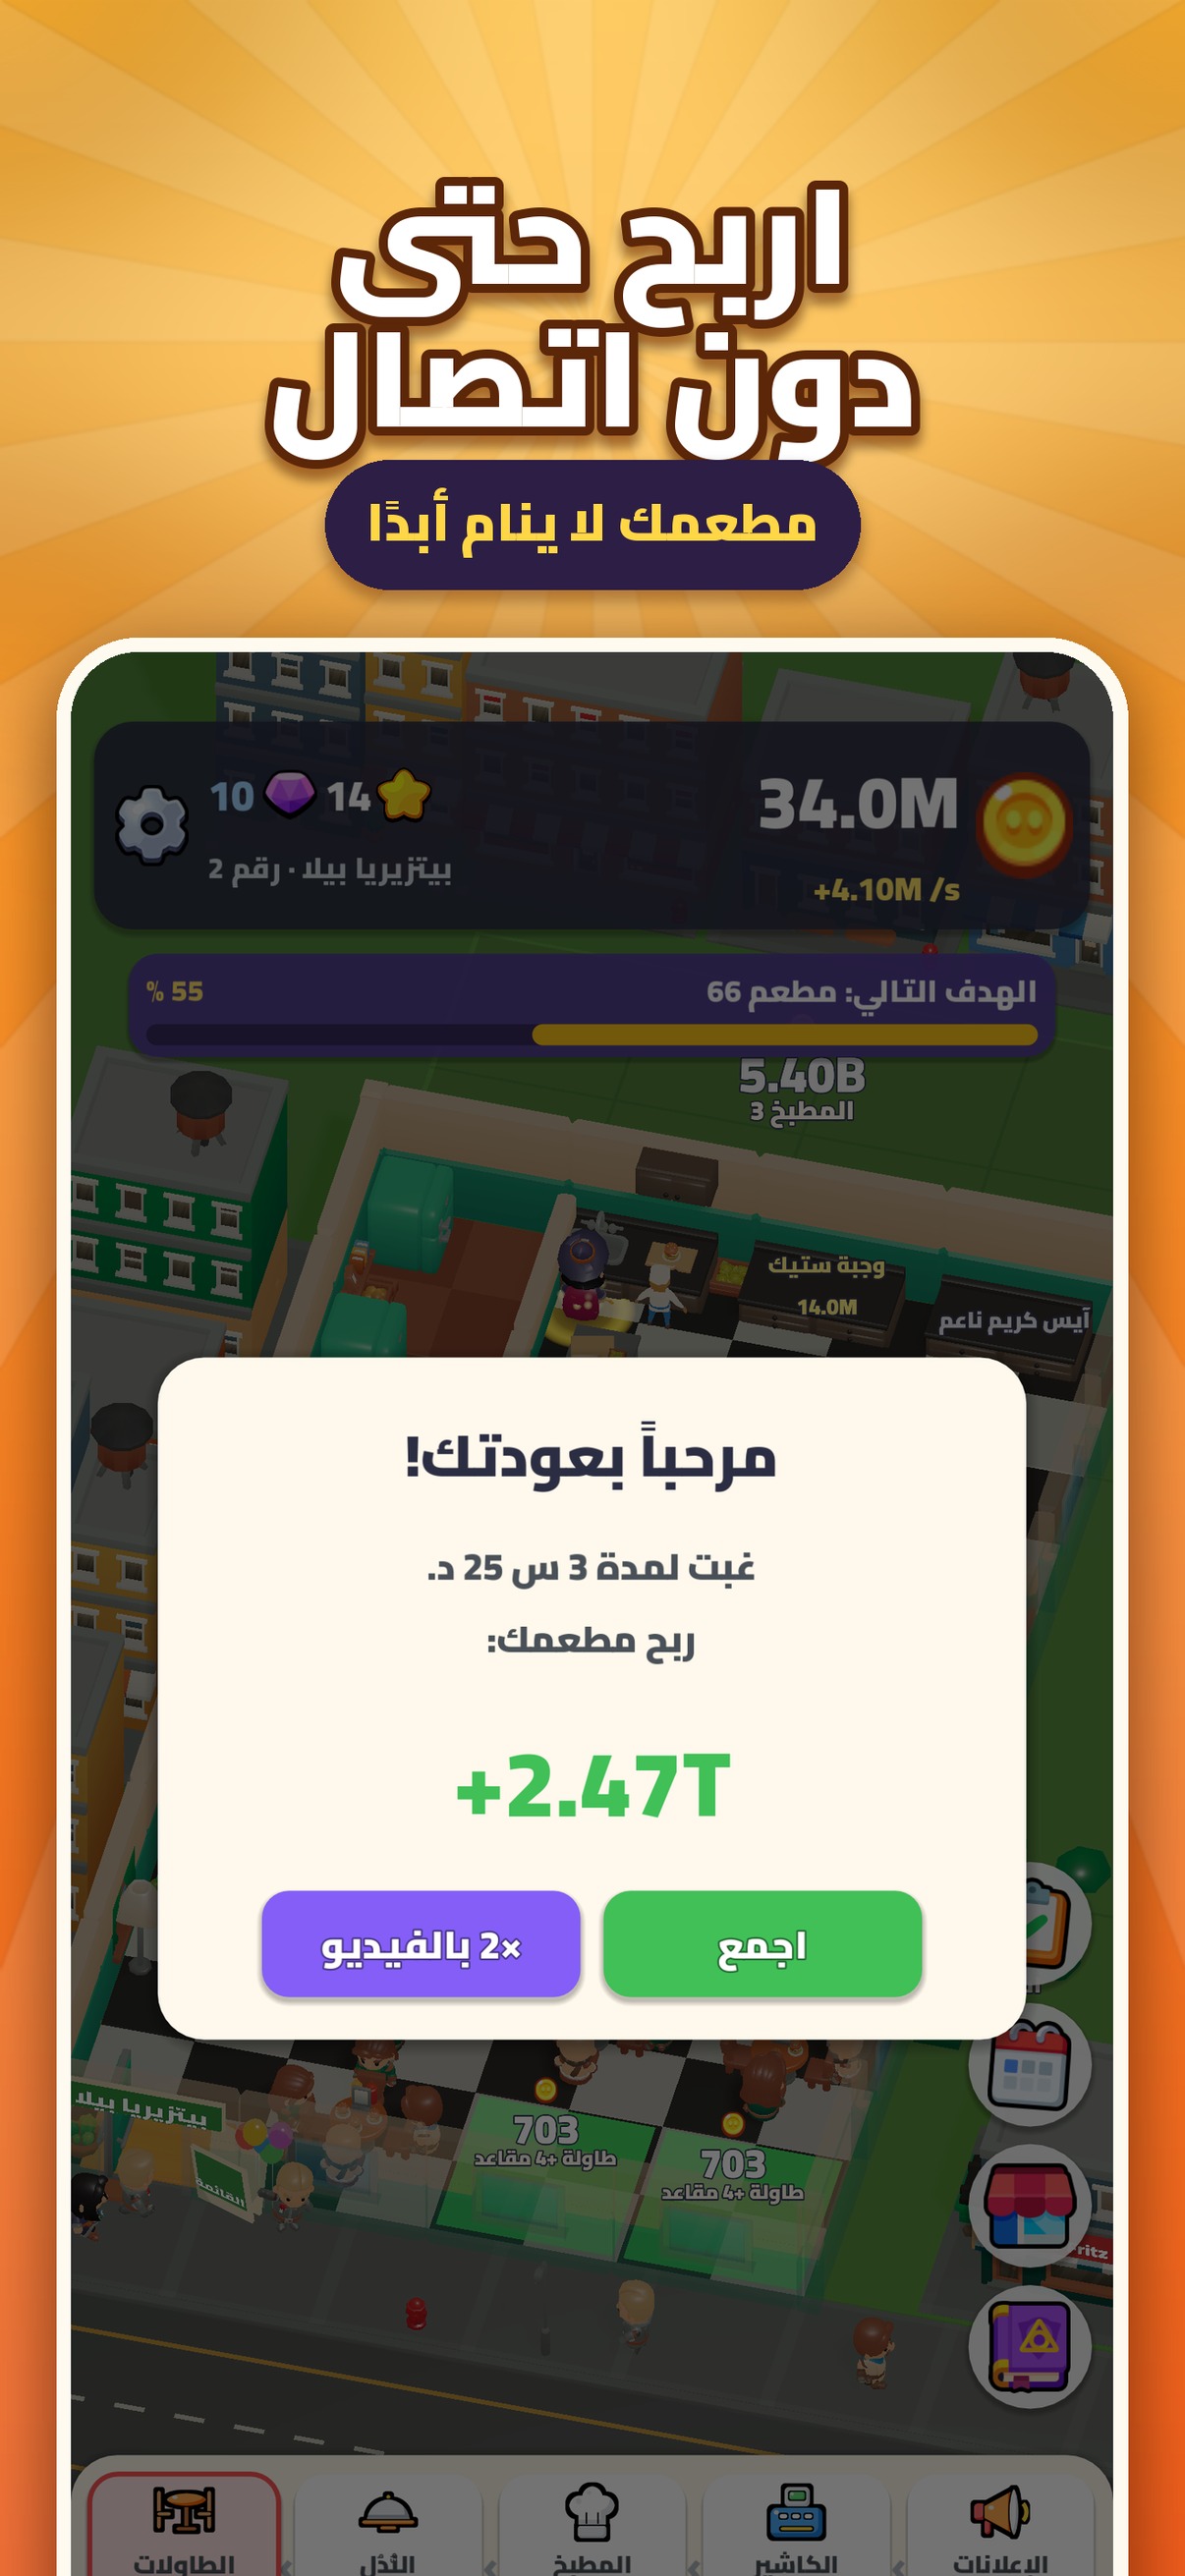 اربح حتى
دون اتصال
مطعمك لا ينام أبدًا
34.0M
14 10
+4.10M /s
بيتزيريا بيلا · رقم 2
الهدف التالي: مطعم 66
55 %
5.40B
المطبخ 3
وجبة ستيك
14.0M
آيس كريم ناعم
مرحباً بعودتك!
غبت لمدة 3 س 25 د.
ربح مطعمك:
+2.47T
اجمع
2× بالفيديو
بيتزيريا بيلا
القائمة
703
طاولة +4 مقاعد
703
طاولة +4 مقاعد
الإعلانات
الكاشير
المطبخ
النُدُل
الطاولات